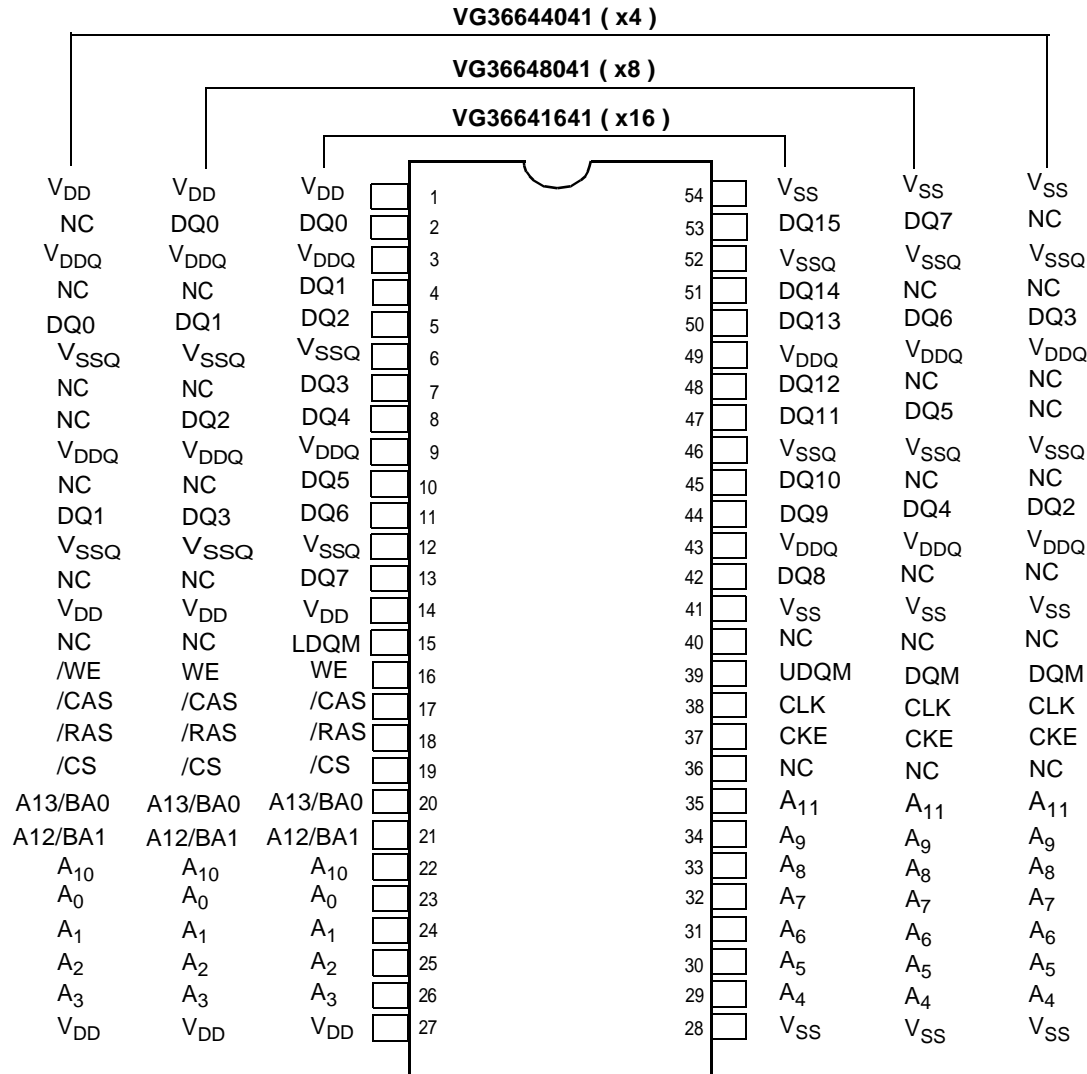 VG36644041 ( x4 )
VG36648041 ( x8 )
VG36641641 ( x16 )
VDD VDD VDD 1 54 VSS VSS VSS
NC DQ0 DQ0 2 53 DQ15 DQ7 NC
VDDQ VDDQ VDDQ 3 52 VSSQ VSSQ VSSQ
NC NC DQ1 4 51 DQ14 NC NC
DQ0 DQ1 DQ2 5 50 DQ13 DQ6 DQ3
VSSQ VSSQ VSSQ 6 49 VDDQ VDDQ VDDQ
NC NC DQ3 7 48 DQ12 NC NC
NC DQ2 DQ4 8 47 DQ11 DQ5 NC
VDDQ VDDQ VDDQ 9 46 VSSQ VSSQ VSSQ
NC NC DQ5 10 45 DQ10 NC NC
DQ1 DQ3 DQ6 11 44 DQ9 DQ4 DQ2
VSSQ VSSQ VSSQ 12 43 VDDQ VDDQ VDDQ
NC NC DQ7 13 42 DQ8 NC NC
VDD VDD VDD 14 41 VSS VSS VSS
NC NC LDQM 15 40 NC NC NC
/WE WE WE 16 39 UDQM DQM DQM
/CAS /CAS /CAS 17 38 CLK CLK CLK
/RAS /RAS /RAS 18 37 CKE CKE CKE
/CS /CS /CS 19 36 NC NC NC
A13/BA0 A13/BA0 A13/BA0 20 35 A11 A11 A11
A12/BA1 A12/BA1 A12/BA1 21 34 A9 A9 A9
A10 A10 A10 22 33 A8 A8 A8
A0 A0 A0 23 32 A7 A7 A7
A1 A1 A1 24 31 A6 A6 A6
A2 A2 A2 25 30 A5 A5 A5
A3 A3 A3 26 29 A4 A4 A4
VDD VDD VDD 27 28 VSS VSS VSS